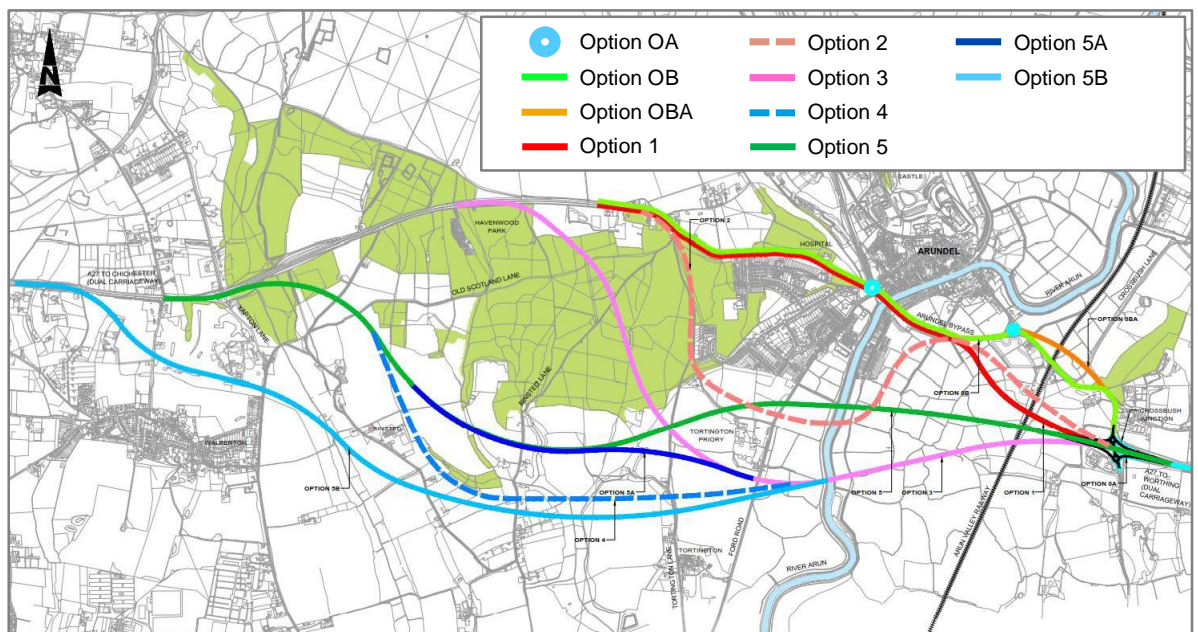 N
Option OA
Option OB
Option OBA
Option 1
Option 2
Option 3
Option 4
Option 5
Option 5A
Option 5B
CASTLE
OPTION 2
HAVENWOOD
PARK
HOSPITAL
ARUNDEL
A27 TO CHICHESTER
(DUAL CARRIAGEWAY)
OLD SCOTLAND LANE
RIVER ARUN
CROSSBUSH LANE
YAPTON LANE
ARUNDEL BYPASS
OPTION 0BA
BINSTED LANE
OPTION 0B
CROSSBUSH
JUNCTION
BINSTED
WALBERTON
TORTINGTON
PRIORY
OPTION 5B
OPTION 5A
OPTION 5
OPTION 3
OPTION 1
OPTION 0A
A27 TO
WORTHING
(DUAL
CARRIAGEWAY)
OPTION 4
TORTINGTON LANE
TORTINGTON
FORD ROAD
RIVER ARUN
ARUN VALLEY RAILWAY